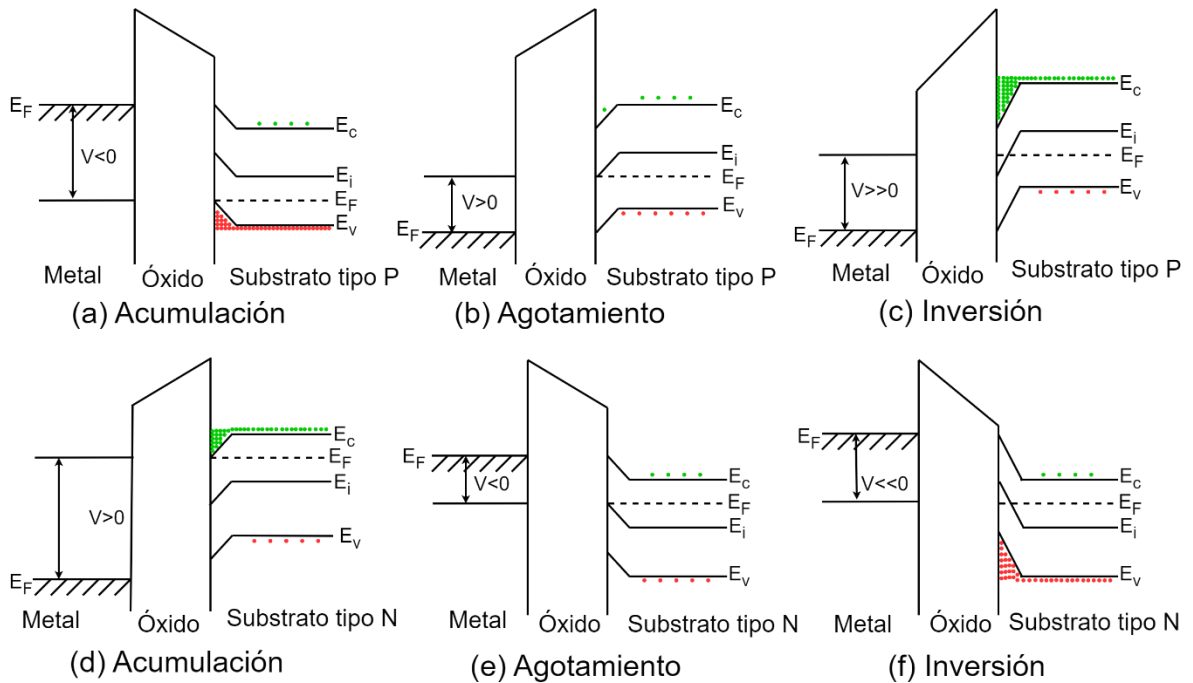 E_F
V<0
E_c
E_i
E_F
E_v
Metal
Óxido
Substrato tipo P
(a) Acumulación
E_c
E_i
E_F
V>0
E_v
E_F
Metal
Óxido
Substrato tipo P
(b) Agotamiento
E_c
E_i
E_F
V>>0
E_v
E_F
Metal
Óxido
Substrato tipo P
(c) Inversión
E_c
E_F
E_i
V>0
E_v
E_F
Metal
Óxido
Substrato tipo N
(d) Acumulación
E_F
V<0
E_c
E_F
E_i
E_v
Metal
Óxido
Substrato tipo N
(e) Agotamiento
E_F
V<<0
E_c
E_F
E_i
E_v
Metal
Óxido
Substrato tipo N
(f) Inversión